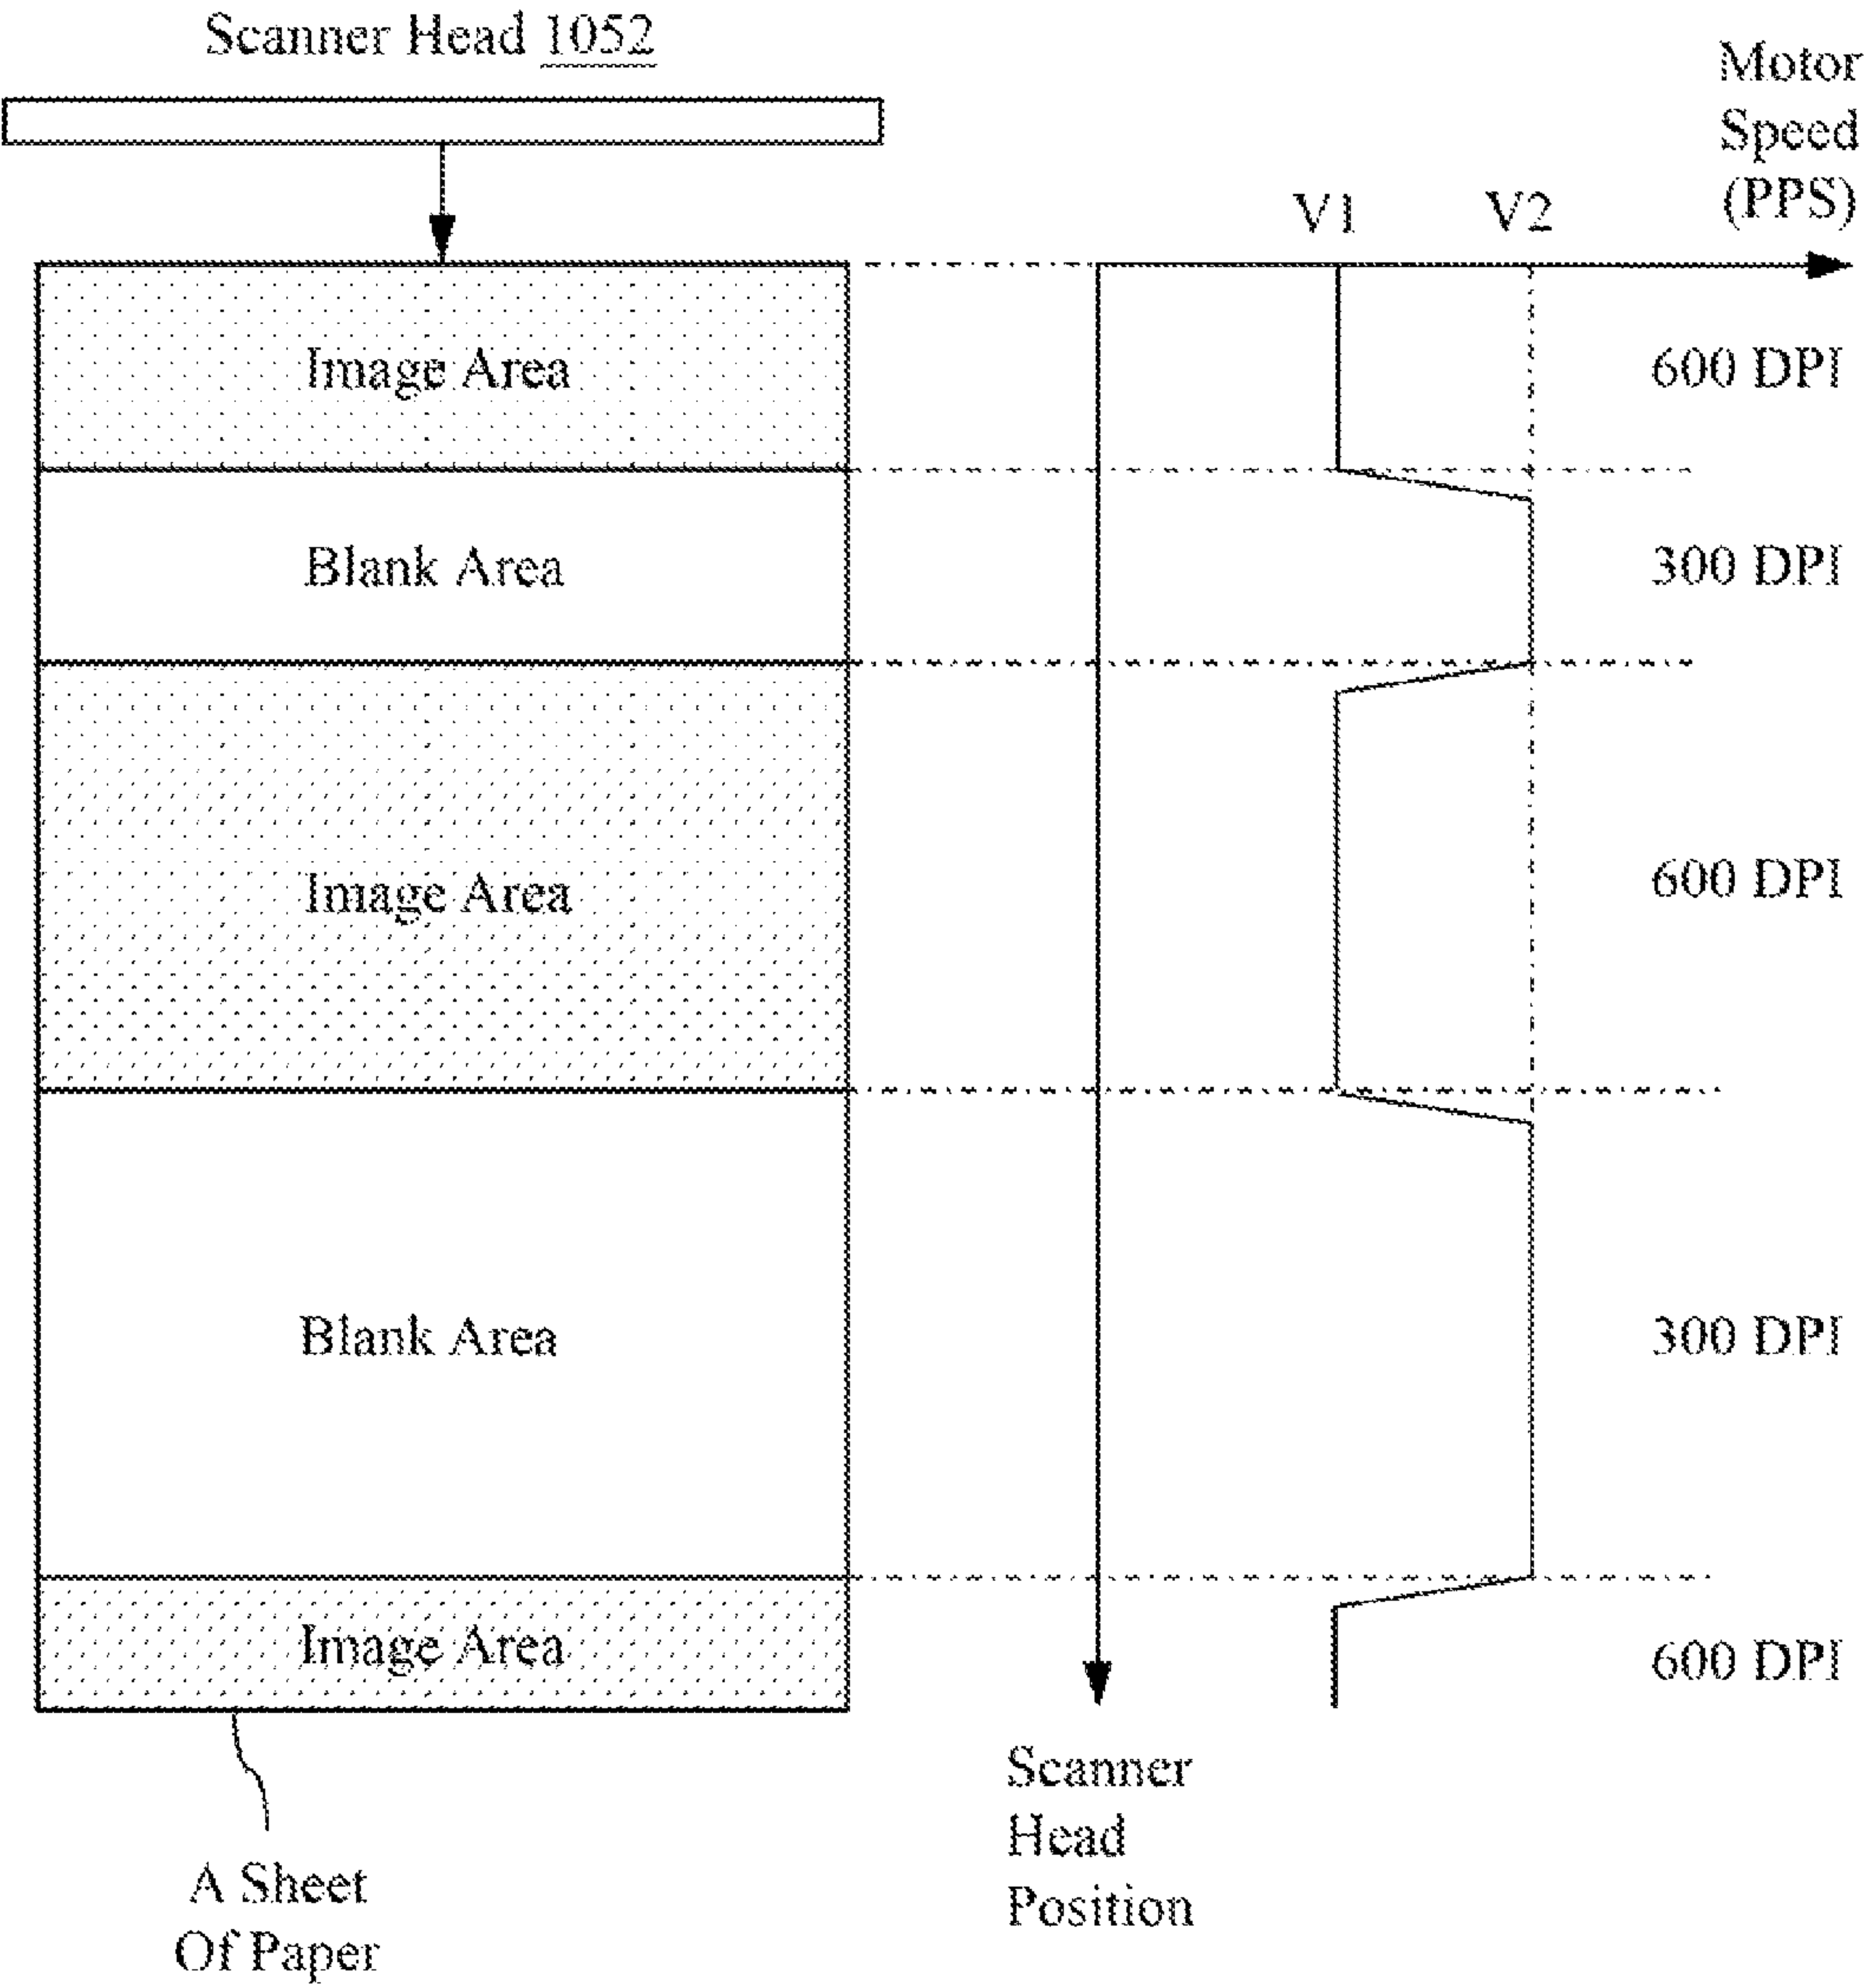 Scanner Head 1052
Motor
Speed
(PPS)
V1
V2
Image Area
600 DPI
Blank Area
300 DPI
Image Area
600 DPI
Blank Area
300 DPI
Image Area
600 DPI
Scanner
Head
Position
A Sheet
Of Paper